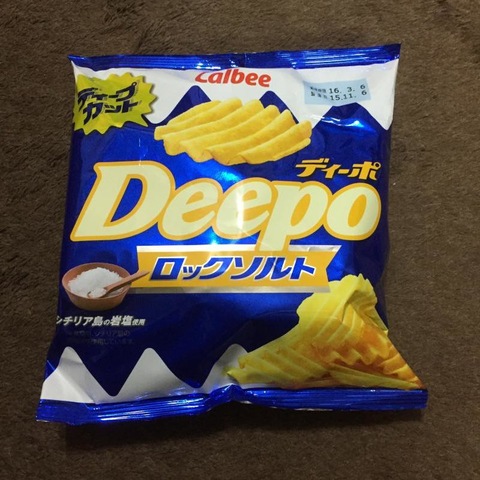 Calbee
16. 3. 6
15.11. 6
ディープ
カット
ディーポ
Deepo
ロックソルト
シチリア島の岩塩使用